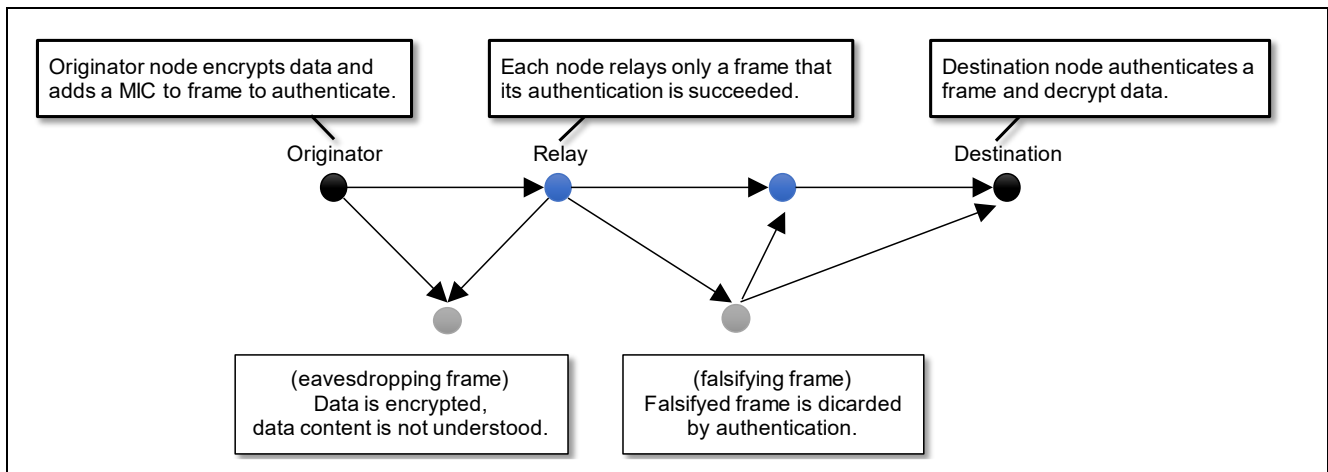 Originator node encrypts data and
adds a MIC to frame to authenticate.
Each node relays only a frame that
its authentication is succeeded.
Destination node authenticates a
frame and decrypt data.
Originator
Relay
Destination
(eavesdropping frame)
Data is encrypted,
data content is not understood.
(falsifying frame)
Falsifyed frame is dicarded
by authentication.